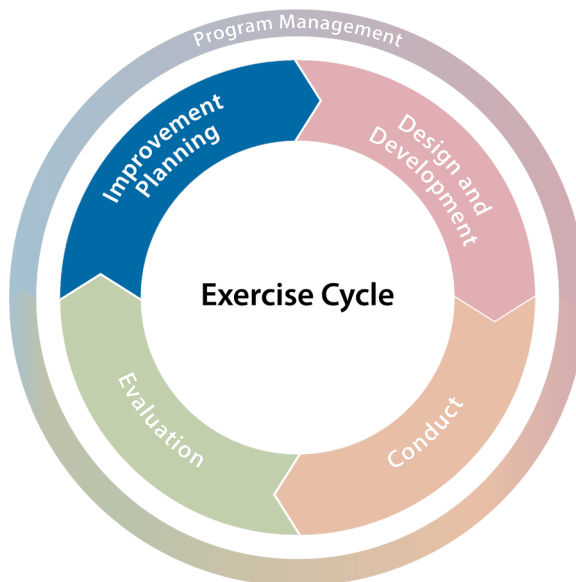 Program Management
Improvement
Planning
Design and
Development
Exercise Cycle
Evaluation
Conduct